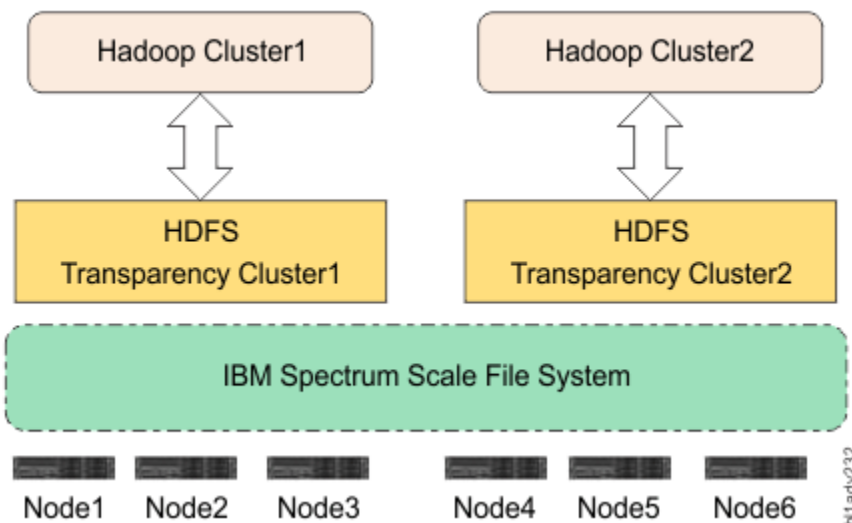 Hadoop Cluster1
Hadoop Cluster2
HDFS
Transparency Cluster1
HDFS
Transparency Cluster2
IBM Spectrum Scale File System
Node1
Node2
Node3
Node4
Node5
Node6